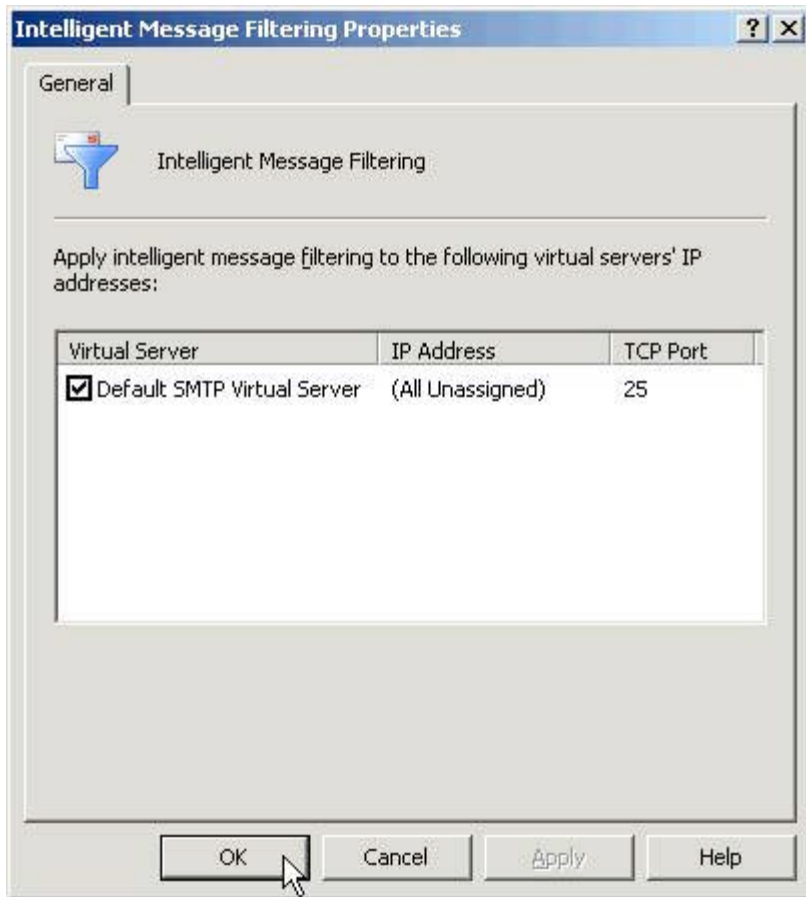 Intelligent Message Filtering Properties
General
Intelligent Message Filtering
Apply intelligent message filtering to the following virtual servers' IP
addresses:
Virtual Server IP Address TCP Port
Default SMTP Virtual Server (All Unassigned) 25
OK Cancel Apply Help